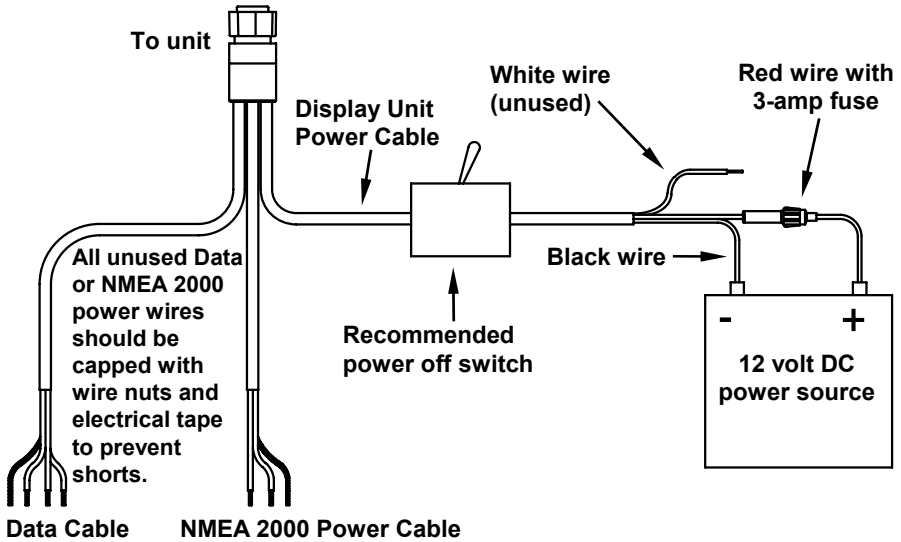 To unit
Display Unit
Power Cable
White wire
(unused)
Red wire with
3-amp fuse
All unused Data
or NMEA 2000
power wires
should be
capped with
wire nuts and
electrical tape
to prevent
shorts.
Black wire
Recommended
power off switch
- +
12 volt DC
power source
Data Cable
NMEA 2000 Power Cable